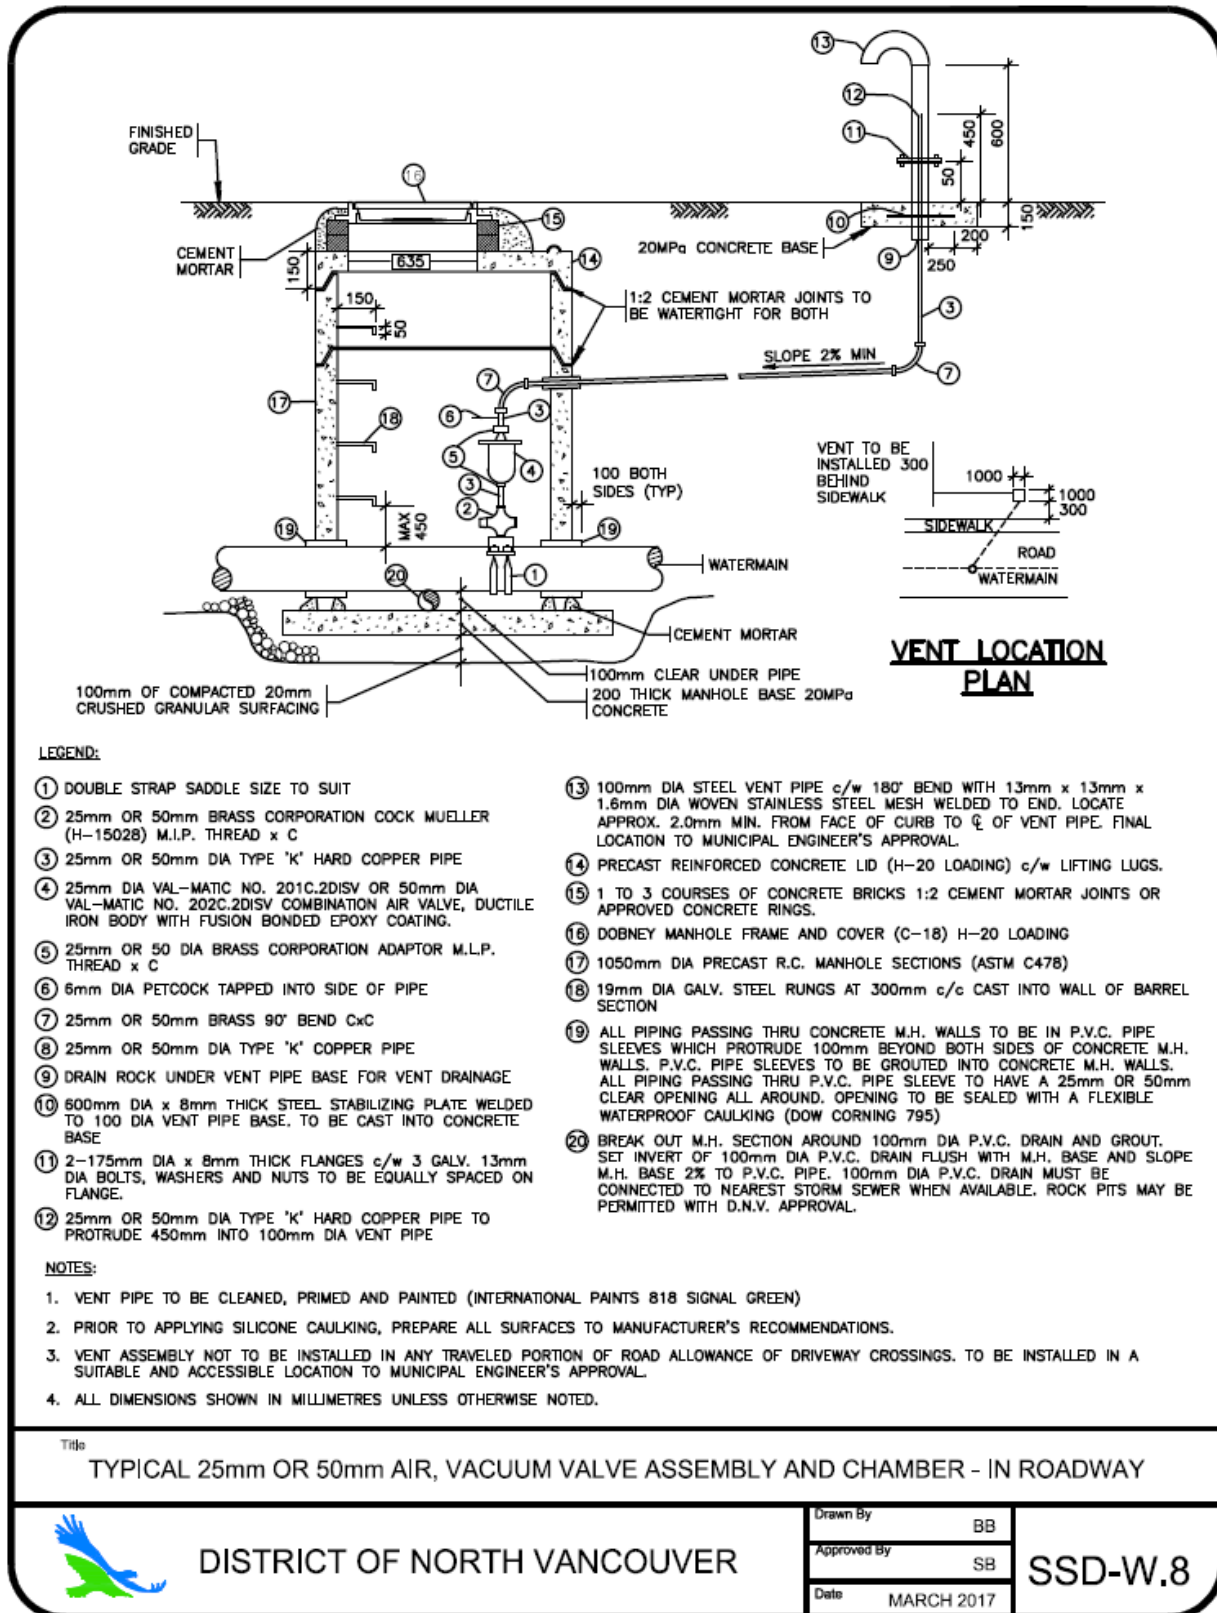 13
12
11
FINISHED
GRADE
450
600
50
16
10
150
15
CEMENT
MORTAR
20MPa CONCRETE BASE
200
9
250
150
635
14
150
50
1:2 CEMENT MORTAR JOINTS TO
BE WATERTIGHT FOR BOTH
3
SLOPE 2% MIN
7
7
17
6
3
18
5
4
100 BOTH
SIDES (TYP)
3
2
MAX
450
19
19
VENT TO BE
INSTALLED 300
BEHIND
SIDEWALK
1000
1000
300
SIDEWALK
ROAD
WATERMAIN
WATERMAIN
20
1
CEMENT MORTAR
VENT LOCATION
PLAN
100mm CLEAR UNDER PIPE
100mm OF COMPACTED 20mm
CRUSHED GRANULAR SURFACING
200 THICK MANHOLE BASE 20MPa
CONCRETE
LEGEND:
1 DOUBLE STRAP SADDLE SIZE TO SUIT
2 25mm OR 50mm BRASS CORPORATION COCK MUELLER
(H-15028) M.I.P. THREAD x C
3 25mm OR 50mm DIA TYPE 'K' HARD COPPER PIPE
4 25mm DIA VAL-MATIC NO. 201C.2DISV OR 50mm DIA
VAL-MATIC NO. 202C.2DISV COMBINATION AIR VALVE, DUCTILE
IRON BODY WITH FUSION BONDED EPOXY COATING.
5 25mm OR 50 DIA BRASS CORPORATION ADAPTOR M.L.P.
THREAD x C
6 6mm DIA PETCOCK TAPPED INTO SIDE OF PIPE
7 25mm OR 50mm BRASS 90° BEND CxC
8 25mm OR 50mm DIA TYPE 'K' COPPER PIPE
9 DRAIN ROCK UNDER VENT PIPE BASE FOR VENT DRAINAGE
10 600mm DIA x 8mm THICK STEEL STABILIZING PLATE WELDED
TO 100 DIA VENT PIPE BASE. TO BE CAST INTO CONCRETE
BASE
11 2-175mm DIA x 8mm THICK FLANGES c/w 3 GALV. 13mm
DIA BOLTS, WASHERS AND NUTS TO BE EQUALLY SPACED ON
FLANGE.
12 25mm OR 50mm DIA TYPE 'K' HARD COPPER PIPE TO
PROTRUDE 450mm INTO 100mm DIA VENT PIPE
13 100mm DIA STEEL VENT PIPE c/w 180° BEND WITH 13mm x 13mm x
1.6mm DIA WOVEN STAINLESS STEEL MESH WELDED TO END. LOCATE
APPROX. 2.0mm MIN. FROM FACE OF CURB TO ℄ OF VENT PIPE. FINAL
LOCATION TO MUNICIPAL ENGINEER'S APPROVAL.
14 PRECAST REINFORCED CONCRETE LID (H-20 LOADING) c/w LIFTING LUGS.
15 1 TO 3 COURSES OF CONCRETE BRICKS 1:2 CEMENT MORTAR JOINTS OR
APPROVED CONCRETE RINGS.
16 DOBNEY MANHOLE FRAME AND COVER (C-18) H-20 LOADING
17 1050mm DIA PRECAST R.C. MANHOLE SECTIONS (ASTM C478)
18 19mm DIA GALV. STEEL RUNGS AT 300mm c/c CAST INTO WALL OF BARREL
SECTION
19 ALL PIPING PASSING THRU CONCRETE M.H. WALLS TO BE IN P.V.C. PIPE
SLEEVES WHICH PROTRUDE 100mm BEYOND BOTH SIDES OF CONCRETE M.H.
WALLS. P.V.C. PIPE SLEEVES TO BE GROUTED INTO CONCRETE M.H. WALLS.
ALL PIPING PASSING THRU P.V.C. PIPE SLEEVE TO HAVE A 25mm OR 50mm
CLEAR OPENING ALL AROUND. OPENING TO BE SEALED WITH A FLEXIBLE
WATERPROOF CAULKING (DOW CORNING 795)
20 BREAK OUT M.H. SECTION AROUND 100mm DIA P.V.C. DRAIN AND GROUT.
SET INVERT OF 100mm DIA P.V.C. DRAIN FLUSH WITH M.H. BASE AND SLOPE
M.H. BASE 2% TO P.V.C. PIPE. 100mm DIA P.V.C. DRAIN MUST BE
CONNECTED TO NEAREST STORM SEWER WHEN AVAILABLE. ROCK PITS MAY BE
PERMITTED WITH D.N.V. APPROVAL.
NOTES:
1. VENT PIPE TO BE CLEANED, PRIMED AND PAINTED (INTERNATIONAL PAINTS 818 SIGNAL GREEN)
2. PRIOR TO APPLYING SILICONE CAULKING, PREPARE ALL SURFACES TO MANUFACTURER'S RECOMMENDATIONS.
3. VENT ASSEMBLY NOT TO BE INSTALLED IN ANY TRAVELED PORTION OF ROAD ALLOWANCE OF DRIVEWAY CROSSINGS. TO BE INSTALLED IN A
SUITABLE AND ACCESSIBLE LOCATION TO MUNICIPAL ENGINEER'S APPROVAL.
4. ALL DIMENSIONS SHOWN IN MILLIMETRES UNLESS OTHERWISE NOTED.
Title
TYPICAL 25mm OR 50mm AIR, VACUUM VALVE ASSEMBLY AND CHAMBER - IN ROADWAY
DISTRICT OF NORTH VANCOUVER
Drawn By
BB
Approved By
SB
Date
MARCH 2017
SSD-W.8